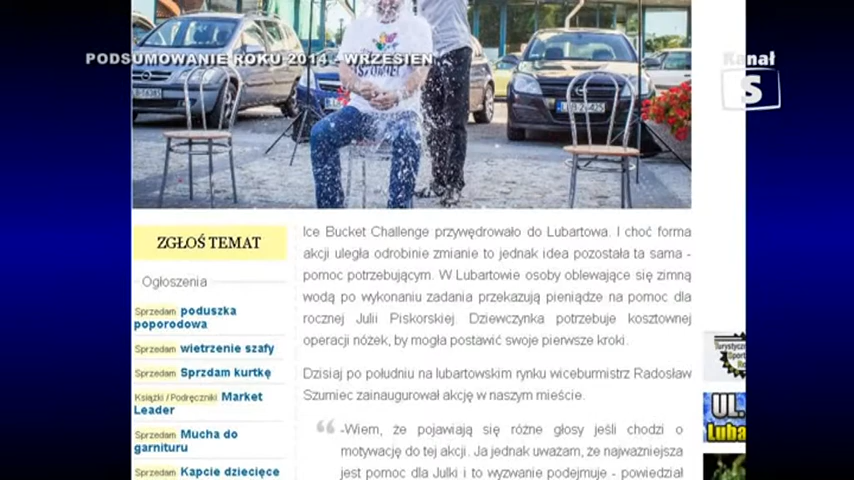 PODSUMOWANIE ROKU 2014 - WRZESIEŃ
Kanał
S
ZGŁOŚ TEMAT
Ogłoszenia
Sprzedam poduszka
poporodowa
Sprzedam wietrzenie szafy
Sprzedam Sprzdam kurtkę
Książki / Podręczniki Market
Leader
Sprzedam Mucha do
garnituru
Sprzedam Kapcie dziecięce
Ice Bucket Challenge przywędrowało do Lubartowa. I choć forma
akcji uległa odrobinie zmianie to jednak idea pozostała ta sama -
pomoc potrzebującym. W Lubartowie osoby oblewające się zimną
wodą po wykonaniu zadania przekazują pieniądze na pomoc dla
rocznej Julii Piskorskiej. Dziewczynka potrzebuje kosztownej
operacji nóżek, by mogła postawić swoje pierwsze kroki.
Dzisiaj po południu na lubartowskim rynku wiceburmistrz Radosław
Szumiec zainaugurował akcję w naszym mieście.
-Wiem, że pojawiają się różne głosy jeśli chodzi o
motywację do tej akcji. Ja jednak uważam, że najważniejsza
jest pomoc dla Julki i to wyzwanie podejmuje - powiedział
UL.
Luba